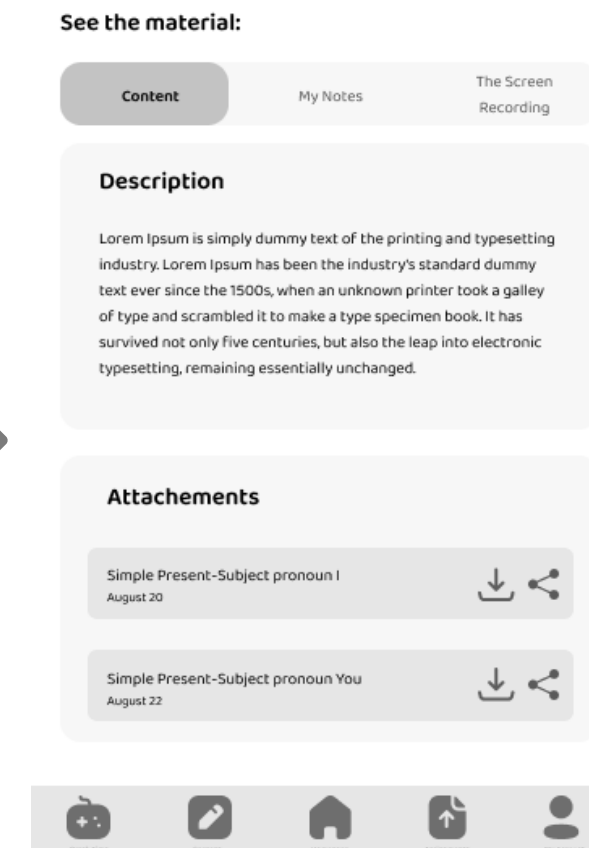 See the material:
Content
My Notes
The Screen
Recording
Description
Lorem Ipsum is simply dummy text of the printing and typesetting
industry. Lorem Ipsum has been the industry's standard dummy
text ever since the 1500s, when an unknown printer took a galley
of type and scrambled it to make a type specimen book. It has
survived not only five centuries, but also the leap into electronic
typesetting, remaining essentially unchanged.
Attachements
Simple Present-Subject pronoun I
August 20
Simple Present-Subject pronoun You
August 22